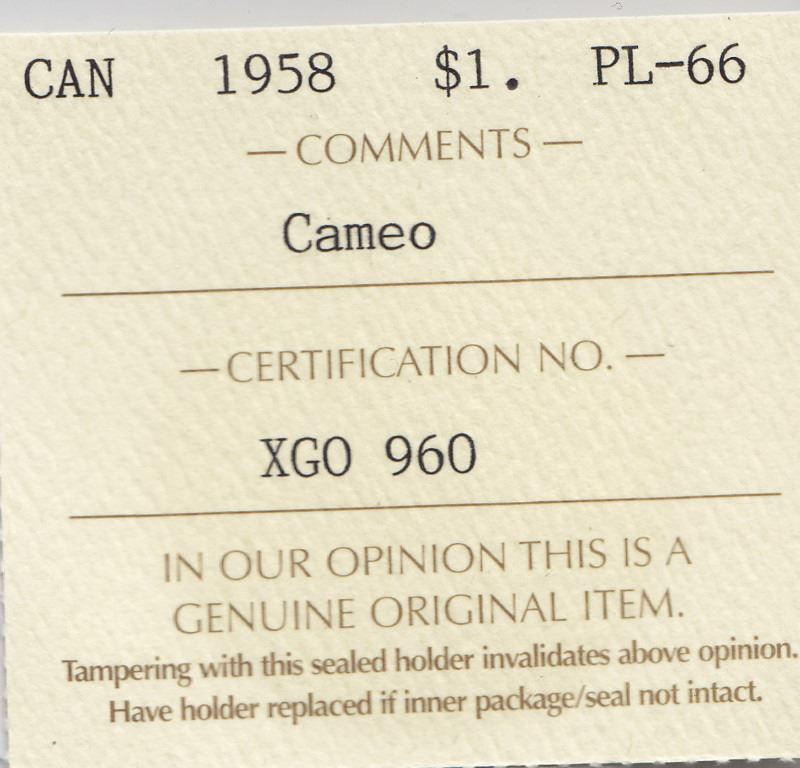 CAN 1958 $1. PL-66
— COMMENTS —
Cameo
— CERTIFICATION NO. —
XGO 960
IN OUR OPINION THIS IS A
GENUINE ORIGINAL ITEM.
Tampering with this sealed holder invalidates above opinion.
Have holder replaced if inner package/seal not intact.